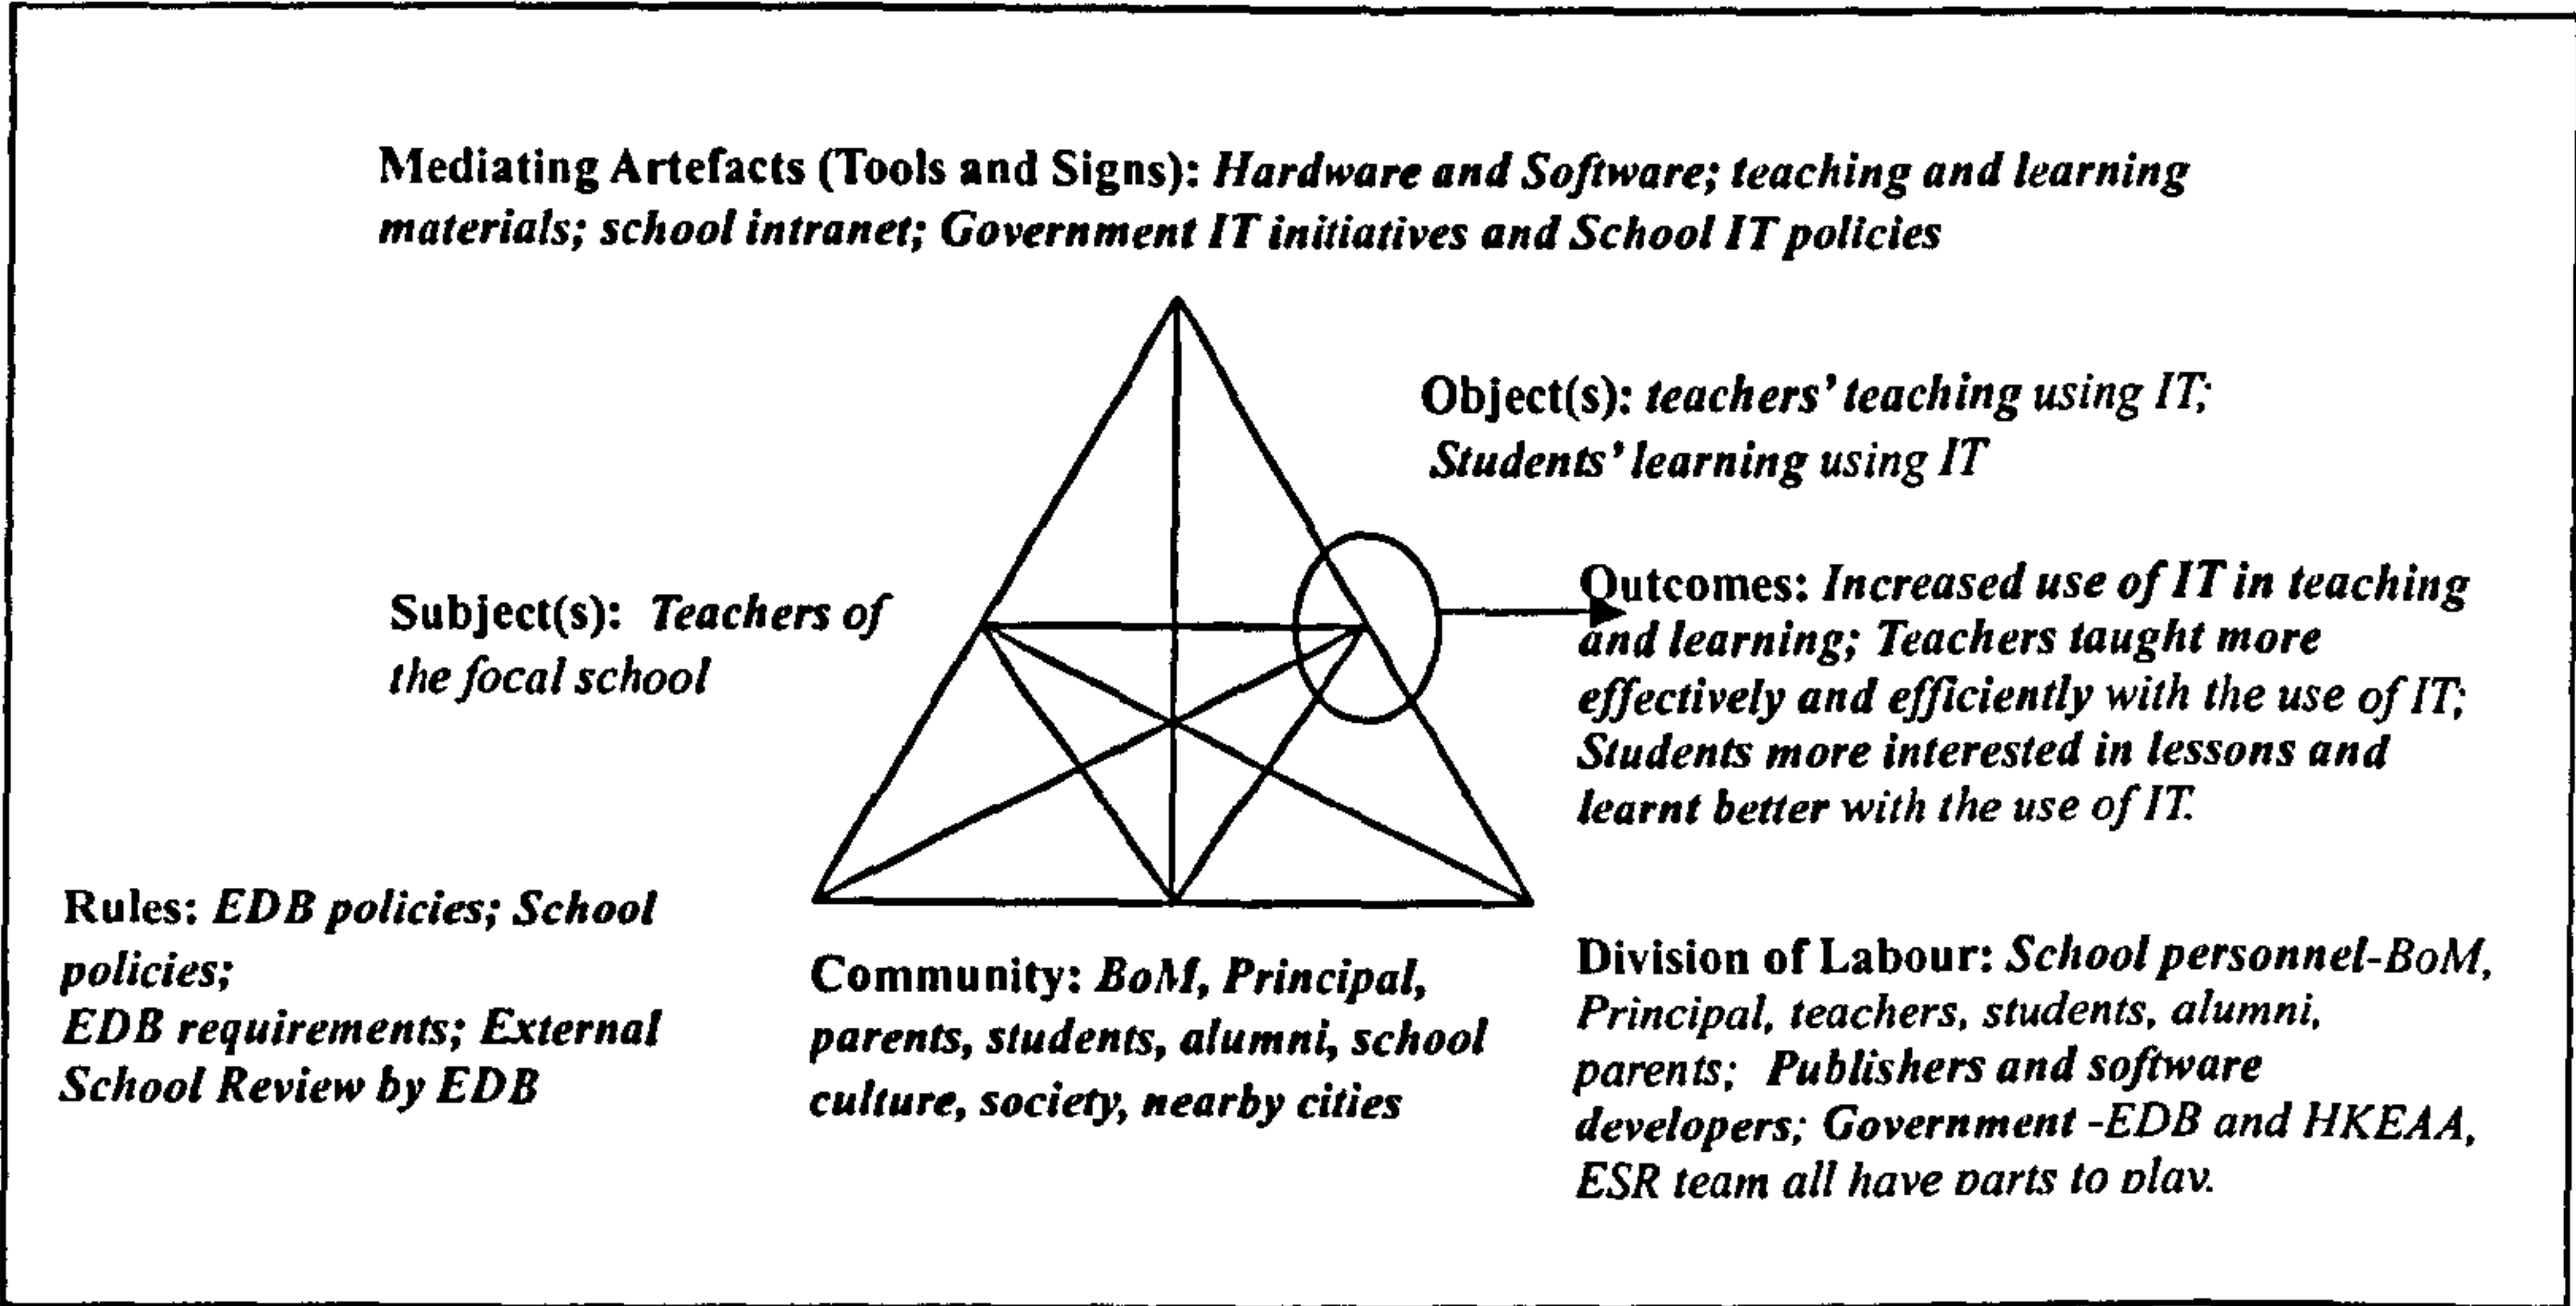 Mediating Artefacts (Tools and Signs): Hardware and Software; teaching and learning
materials; school intranet; Government IT initiatives and School IT policies
Object(s): teachers' teaching using IT;
Students' learning using IT
Subject(s): Teachers of
the focal school
Outcomes: Increased use of IT in teaching
and learning; Teachers taught more
effectively and efficiently with the use of IT;
Students more interested in lessons and
learnt better with the use of IT.
Rules: EDB policies; School
policies;
EDB requirements; External
School Review by EDB
Community: BoM, Principal,
parents, students, alumni, school
culture, society, nearby cities
Division of Labour: School personnel-BoM,
Principal, teachers, students, alumni,
parents; Publishers and software
developers; Government -EDB and HKEAA,
ESR team all have parts to play.